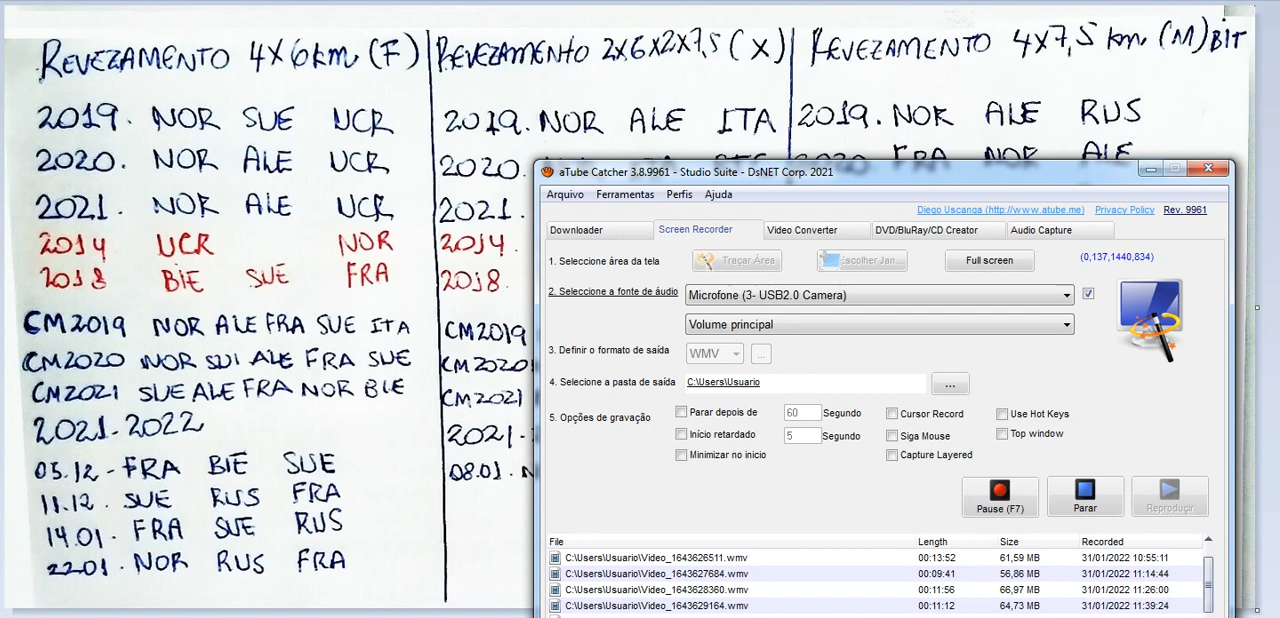 REVEZAMENTO 4X6km (F)
2019. NOR SUE UCR
2020. NOR ALE UCR
2021. NOR ALE UCR
2014 UCR NOR
2018 BIE SUE FRA
CM2019 NOR ALE FRA SUE ITA
CM2020 NOR SUI ALE FRA SUE
CM2021 SUE ALE FRA NOR BIE
2021-2022
05.12 - FRA BIE SUE
11.12. SUE RUS FRA
14.01. FRA SUE RUS
22.01. NOR RUS FRA
REVEZAMENTO 2X6X2X7,5 (X)
2019. NOR ALE ITA
2020.
2021.
2014.
2018.
CM2019
CM2020
CM2021
2021-
08.01.
REVEZAMENTO 4X7,5 km (M) BIT
2019. NOR ALE RUS
2020. FRA NOR ALE
aTube Catcher 3.8.9961 - Studio Suite - DsNET Corp. 2021
Arquivo Ferramentas Perfis Ajuda
Diego Uscanga (http://www.atube.me) Privacy Policy Rev. 9961
Downloader Screen Recorder Video Converter DVD/BluRay/CD Creator Audio Capture
1. Seleccione área da tela Traçar Área Escolher Jan... Full screen (0,137,1440,834)
2. Seleccione a fonte de áudio Microfone (3- USB2.0 Camera)
Volume principal
3. Definir o formato de saída WMV ...
4. Selecione a pasta de saída C:\Users\Usuario ...
5. Opções de gravação Parar depois de 60 Segundo Cursor Record Use Hot Keys
Início retardado 5 Segundo Siga Mouse Top window
Minimizar no inicio Capture Layered
Pause (F7) Parar Reproduçir
File Length Size Recorded
C:\Users\Usuario\Video_1643626511.wmv 00:13:52 61,59 MB 31/01/2022 10:55:11
C:\Users\Usuario\Video_1643627684.wmv 00:09:41 56,86 MB 31/01/2022 11:14:44
C:\Users\Usuario\Video_1643628360.wmv 00:11:56 66,97 MB 31/01/2022 11:26:00
C:\Users\Usuario\Video_1643629164.wmv 00:11:12 64,73 MB 31/01/2022 11:39:24